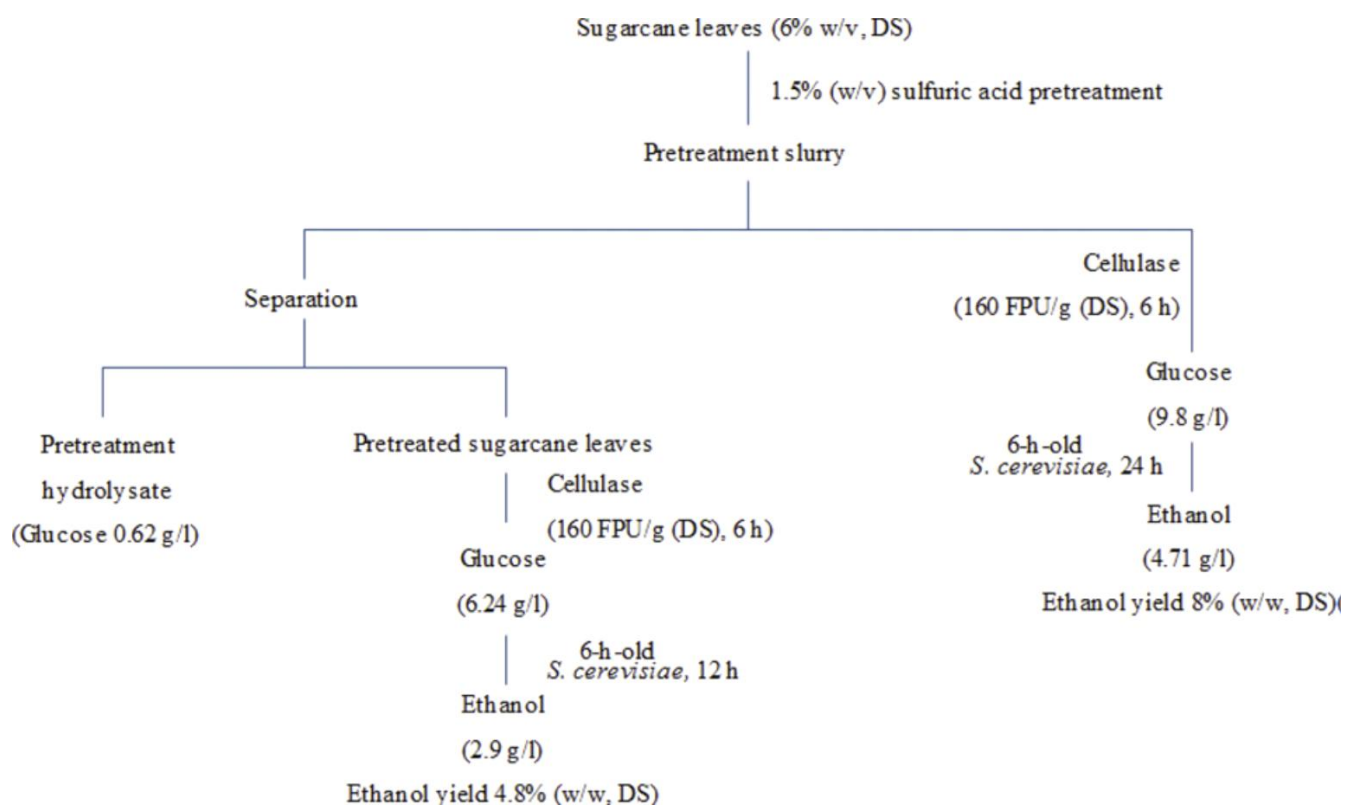 Sugarcane leaves (6% w/v, DS)
1.5% (w/v) sulfuric acid pretreatment
Pretreatment slurry
Separation
Pretreatment
hydrolysate
(Glucose 0.62 g/l)
Pretreated sugarcane leaves
Cellulase
(160 FPU/g (DS), 6 h)
Glucose
(6.24 g/l)
6-h-old
S. cerevisiae, 12 h
Ethanol
(2.9 g/l)
Ethanol yield 4.8% (w/w, DS)
Cellulase
(160 FPU/g (DS), 6 h)
Glucose
(9.8 g/l)
6-h-old
S. cerevisiae, 24 h
Ethanol
(4.71 g/l)
Ethanol yield 8% (w/w, DS)(